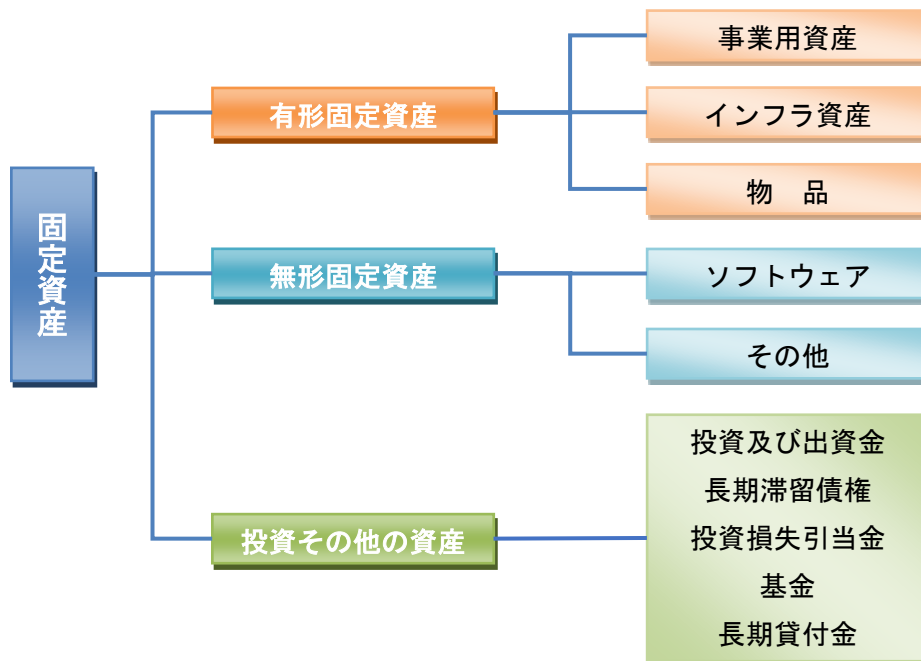 固定資産
有形固定資産
事業用資産
インフラ資産
物　品
無形固定資産
ソフトウェア
その他
投資その他の資産
投資及び出資金
長期滞留債権
投資損失引当金
基金
長期貸付金